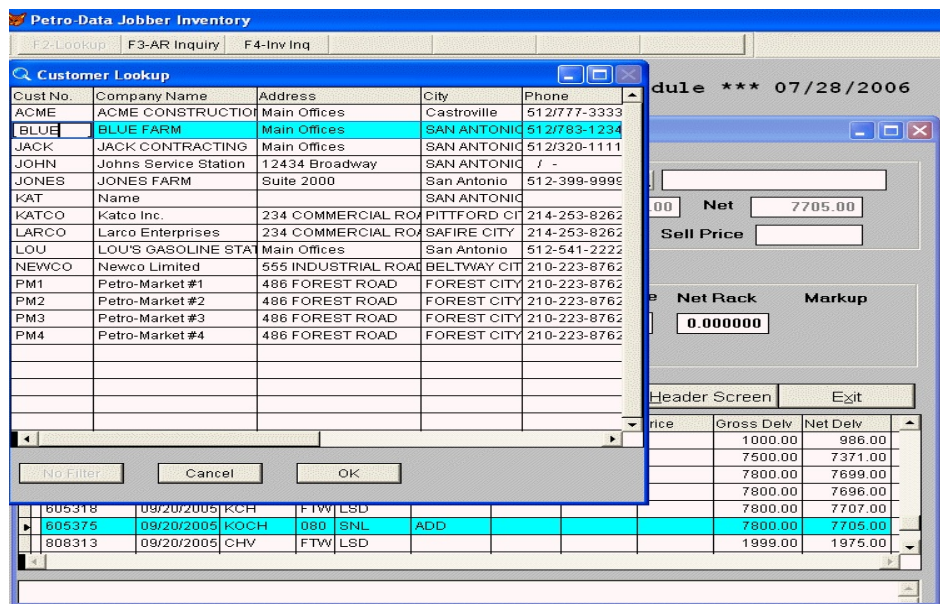 Petro-Data Jobber Inventory
F2-Lookup F3-AR Inquiry F4-Inv Inq
Customer Lookup
dule *** 07/28/2006
Cust No. Company Name Address City Phone
ACME ACME CONSTRUCTIO Main Offices Castroville 512/777-3333
BLUE BLUE FARM Main Offices SAN ANTONIO 512/783-1234
JACK JACK CONTRACTING Main Offices SAN ANTONIO 512/320-1111
JOHN Johns Service Station 12434 Broadway SAN ANTONIO / -
JONES JONES FARM Suite 2000 San Antonio 512-399-9999
KAT Name SAN ANTONIO
.00 Net 7705.00
KATCO Katco Inc. 234 COMMERCIAL ROA PITTFORD CIT 214-253-8262
LARCO Larco Enterprises 234 COMMERCIAL ROA SAFIRE CITY 214-253-8262
Sell Price
LOU LOU'S GASOLINE STAT Main Offices San Antonio 512-541-2222
NEWCO Newco Limited 555 INDUSTRIAL ROAD BELTWAY CIT 210-223-8762
PM1 Petro-Market #1 486 FOREST ROAD FOREST CITY 210-223-8762
PM2 Petro-Market #2 486 FOREST ROAD FOREST CITY 210-223-8762
e Net Rack Markup
PM3 Petro-Market #3 486 FOREST ROAD FOREST CITY 210-223-8762
0.000000
PM4 Petro-Market #4 486 FOREST ROAD FOREST CITY 210-223-8762
Header Screen Exit
rice Gross Delv Net Delv
1000.00 986.00
7500.00 7371.00
No Filter Cancel OK
7800.00 7699.00
7800.00 7696.00
605318 09/20/2005 KCH FTW LSD 7800.00 7707.00
605375 09/20/2005 KOCH 080 SNL ADD 7800.00 7705.00
808313 09/20/2005 CHV FTW LSD 1999.00 1975.00